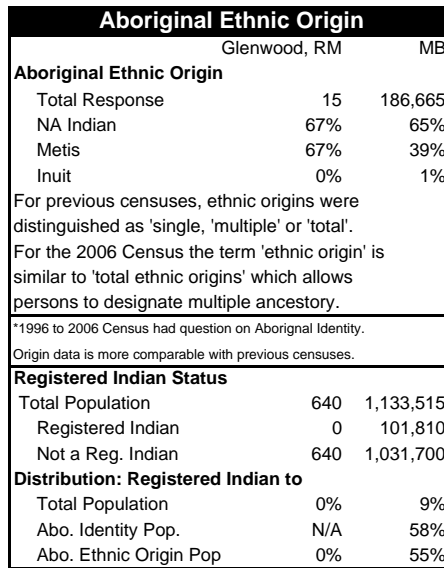 Aboriginal Ethnic Origin
Glenwood, RM MB
Aboriginal Ethnic Origin
Total Response 15 186,665
NA Indian 67% 65%
Metis 67% 39%
Inuit 0% 1%
For previous censuses, ethnic origins were
distinguished as 'single, 'multiple' or 'total'.
For the 2006 Census the term 'ethnic origin' is
similar to 'total ethnic origins' which allows
persons to designate multiple ancestory.
*1996 to 2006 Census had question on Aborignal Identity.
Origin data is more comparable with previous censuses.
Registered Indian Status
Total Population 640 1,133,515
Registered Indian 0 101,810
Not a Reg. Indian 640 1,031,700
Distribution: Registered Indian to
Total Population 0% 9%
Abo. Identity Pop. N/A 58%
Abo. Ethnic Origin Pop 0% 55%